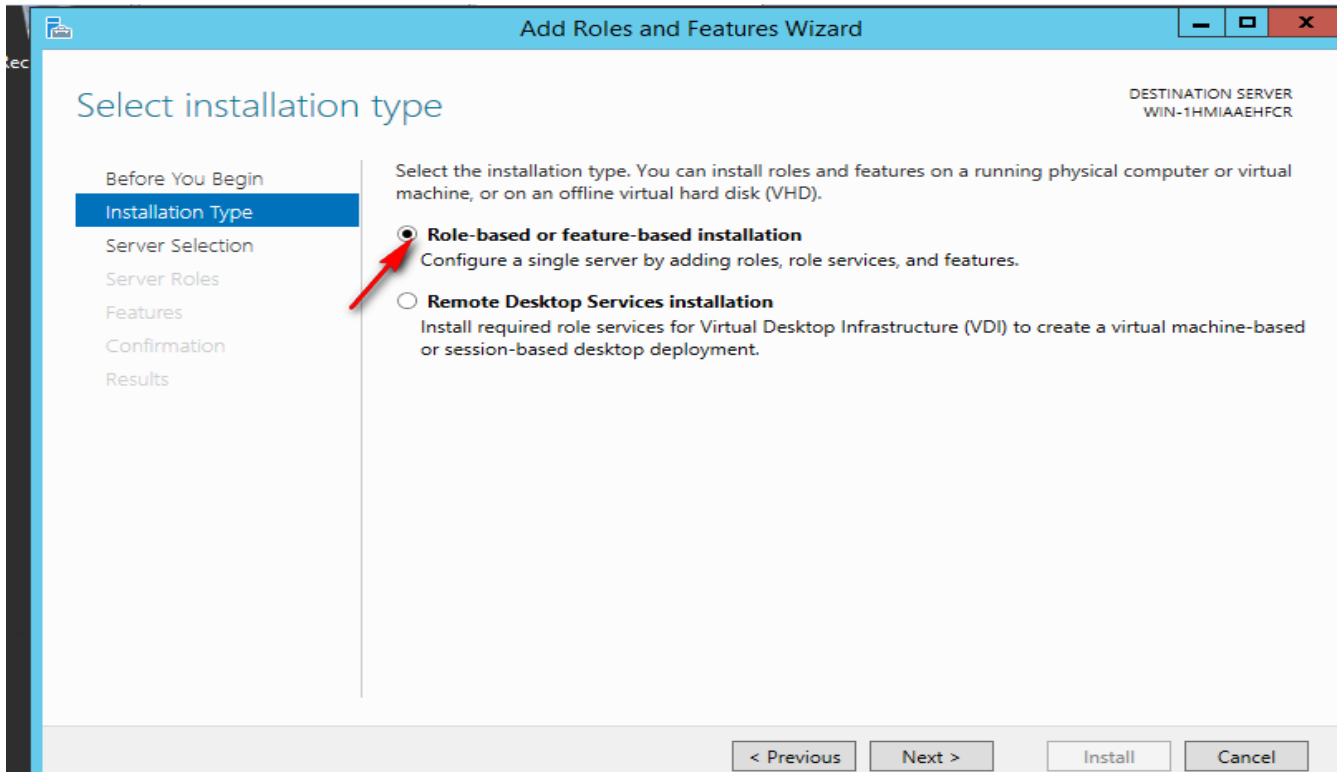 Add Roles and Features Wizard
Rec
Select installation type
DESTINATION SERVER
WIN-1HMIAAEHFCR
Before You Begin
Installation Type
Server Selection
Server Roles
Features
Confirmation
Results
Select the installation type. You can install roles and features on a running physical computer or virtual
machine, or on an offline virtual hard disk (VHD).
Role-based or feature-based installation
Configure a single server by adding roles, role services, and features.
Remote Desktop Services installation
Install required role services for Virtual Desktop Infrastructure (VDI) to create a virtual machine-based
or session-based desktop deployment.
< Previous
Next >
Install
Cancel